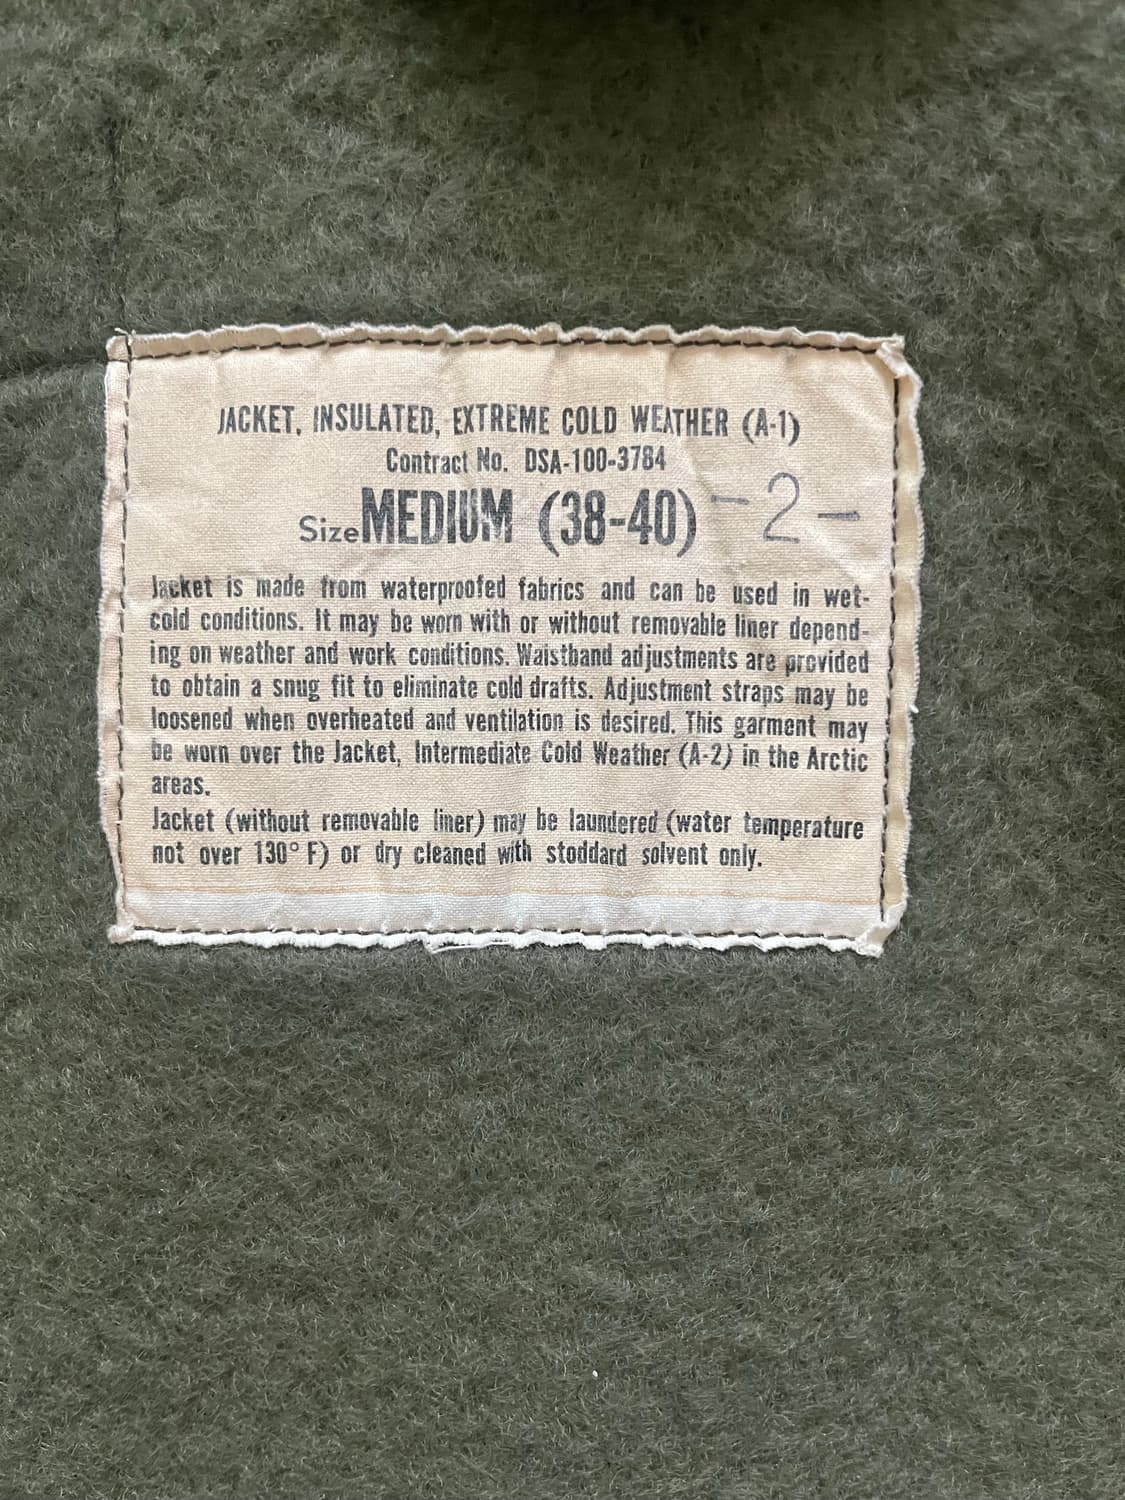 JACKET, INSULATED, EXTREME COLD WEATHER (A-1)
Contract No. DSA-100-3784
Size MEDIUM (38-40) -2-
Jacket is made from waterproofed fabrics and can be used in wet-
cold conditions. It may be worn with or without removable liner depend-
ing on weather and work conditions. Waistband adjustments are provided
to obtain a snug fit to eliminate cold drafts. Adjustment straps may be
loosened when overheated and ventilation is desired. This garment may
be worn over the Jacket, Intermediate Cold Weather (A-2) in the Arctic
areas.
Jacket (without removable liner) may be laundered (water temperature
not over 130° F) or dry cleaned with stoddard solvent only.